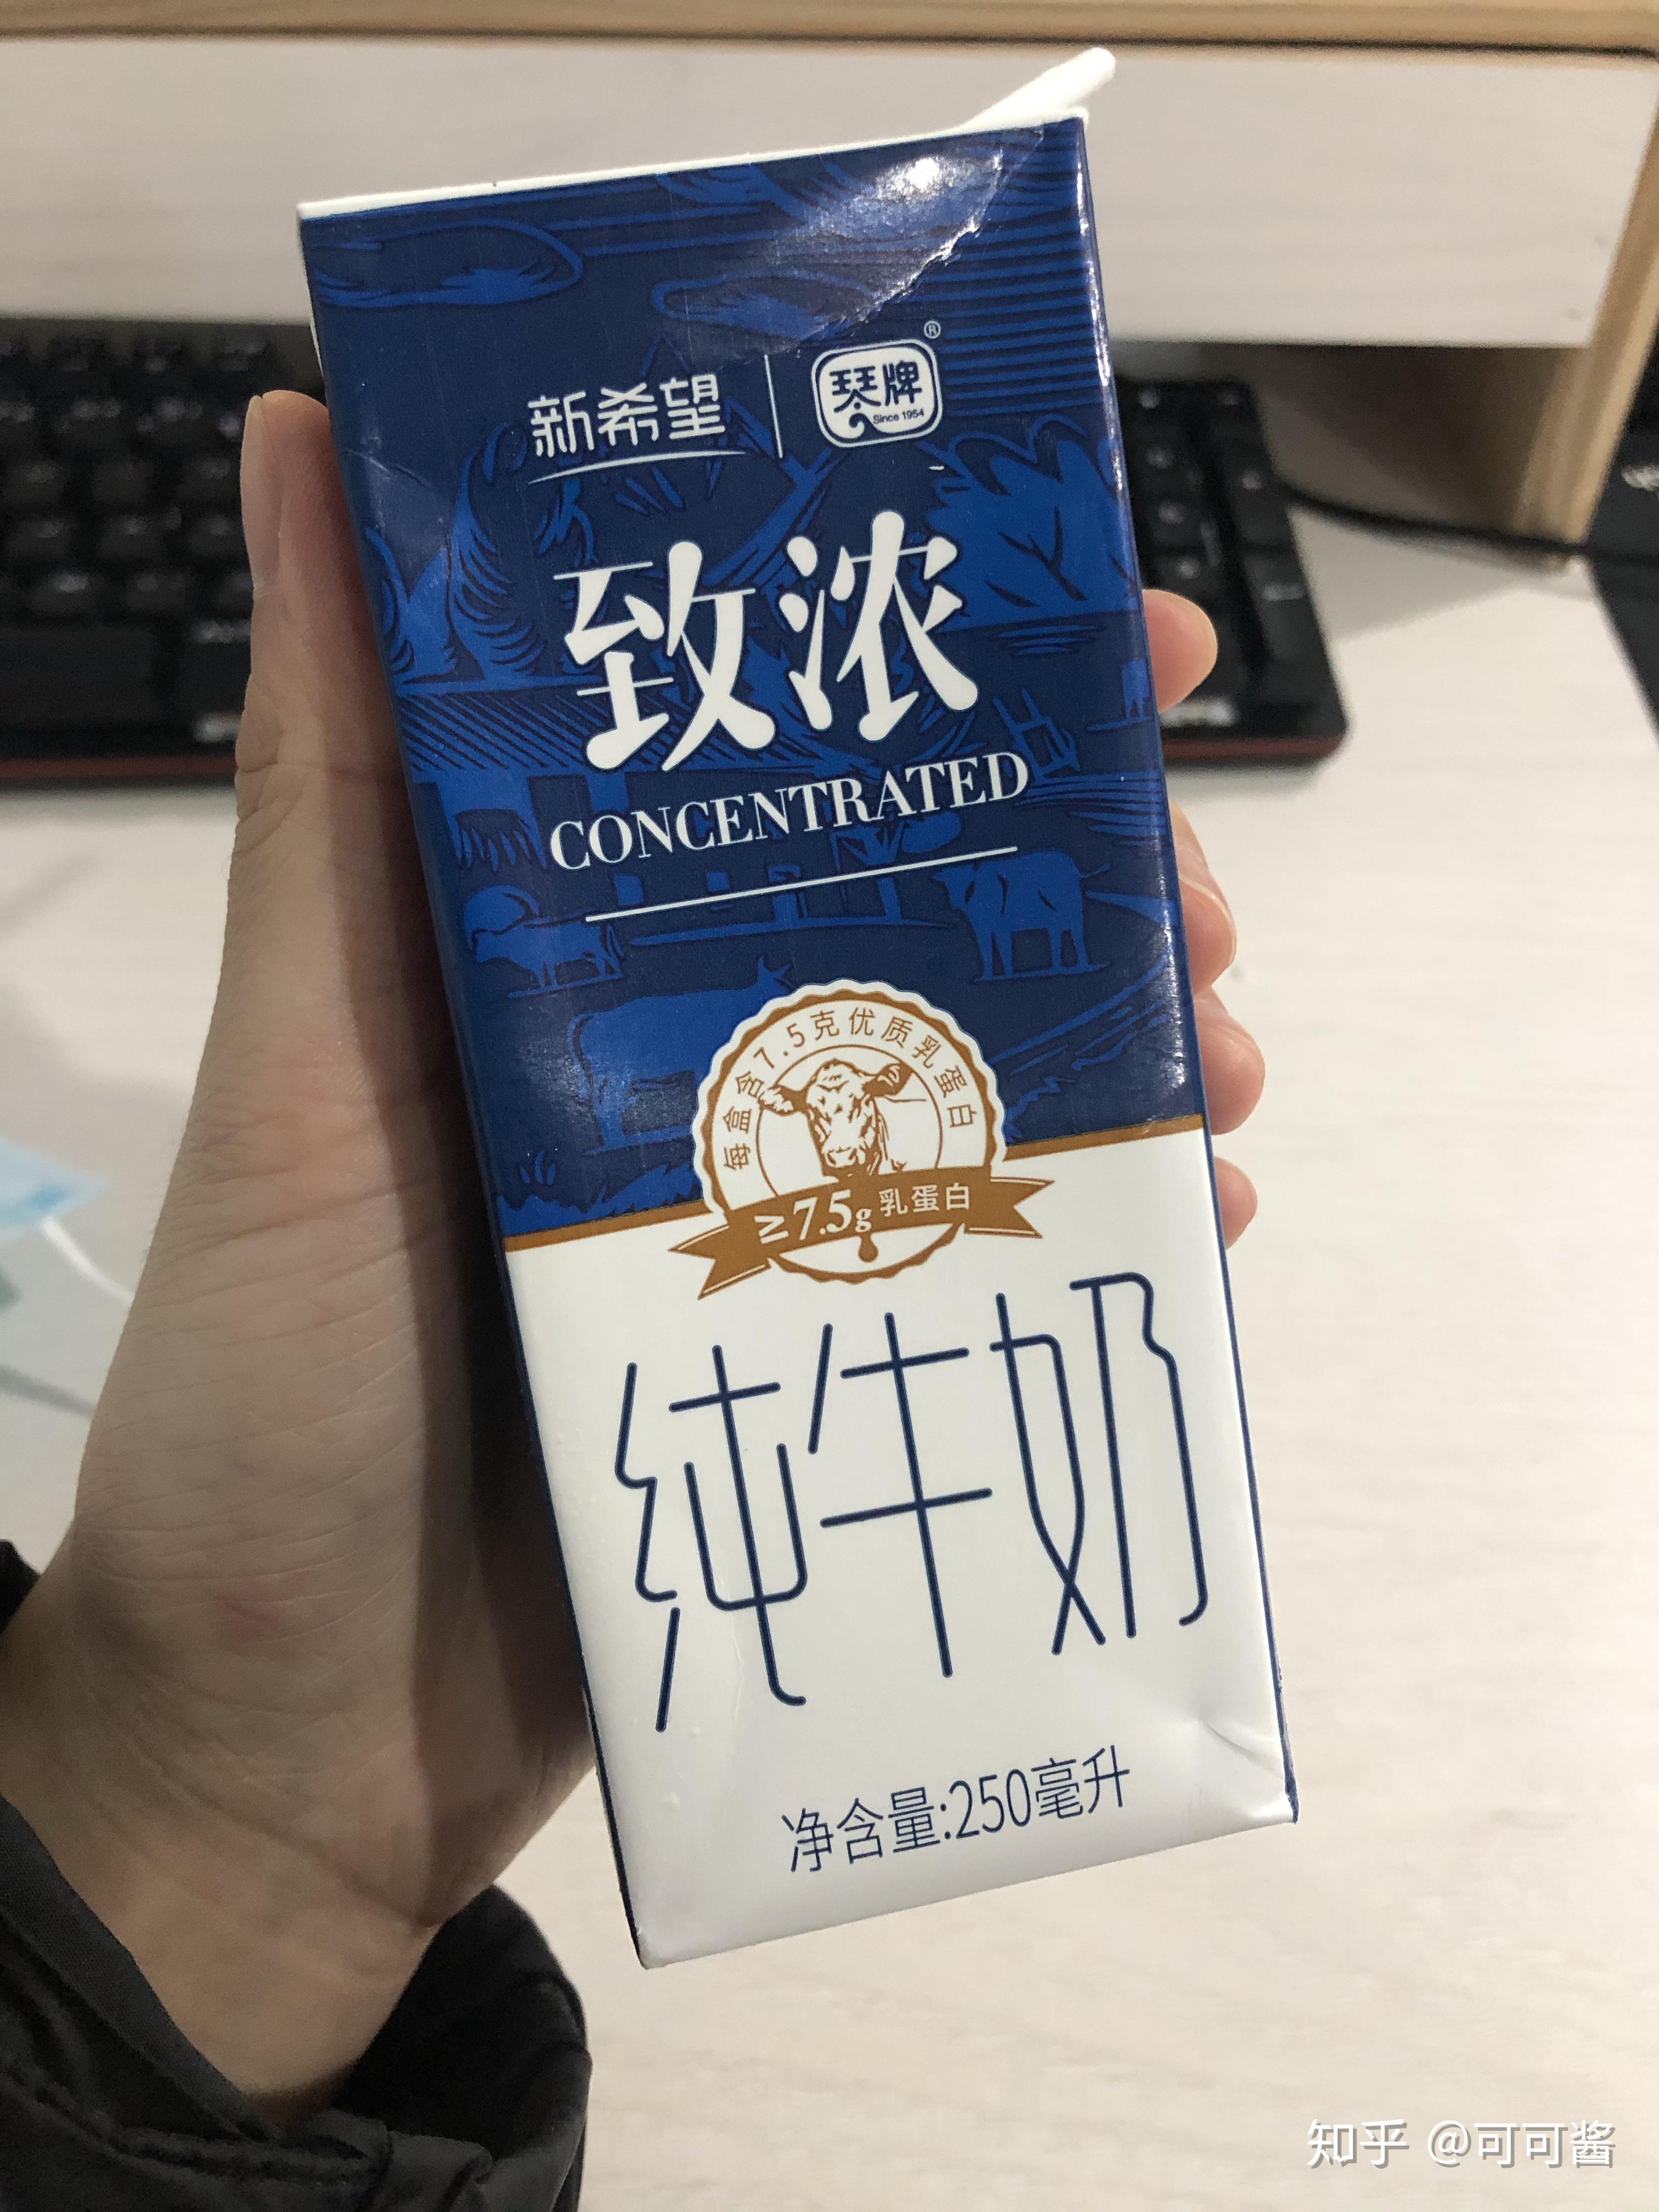 新希望
琴牌®
Since 1954
致浓
CONCENTRATED
每盒含7.5克优质乳蛋白
≥7.5g乳蛋白
纯牛奶
净含量:250毫升
知乎 @可可酱